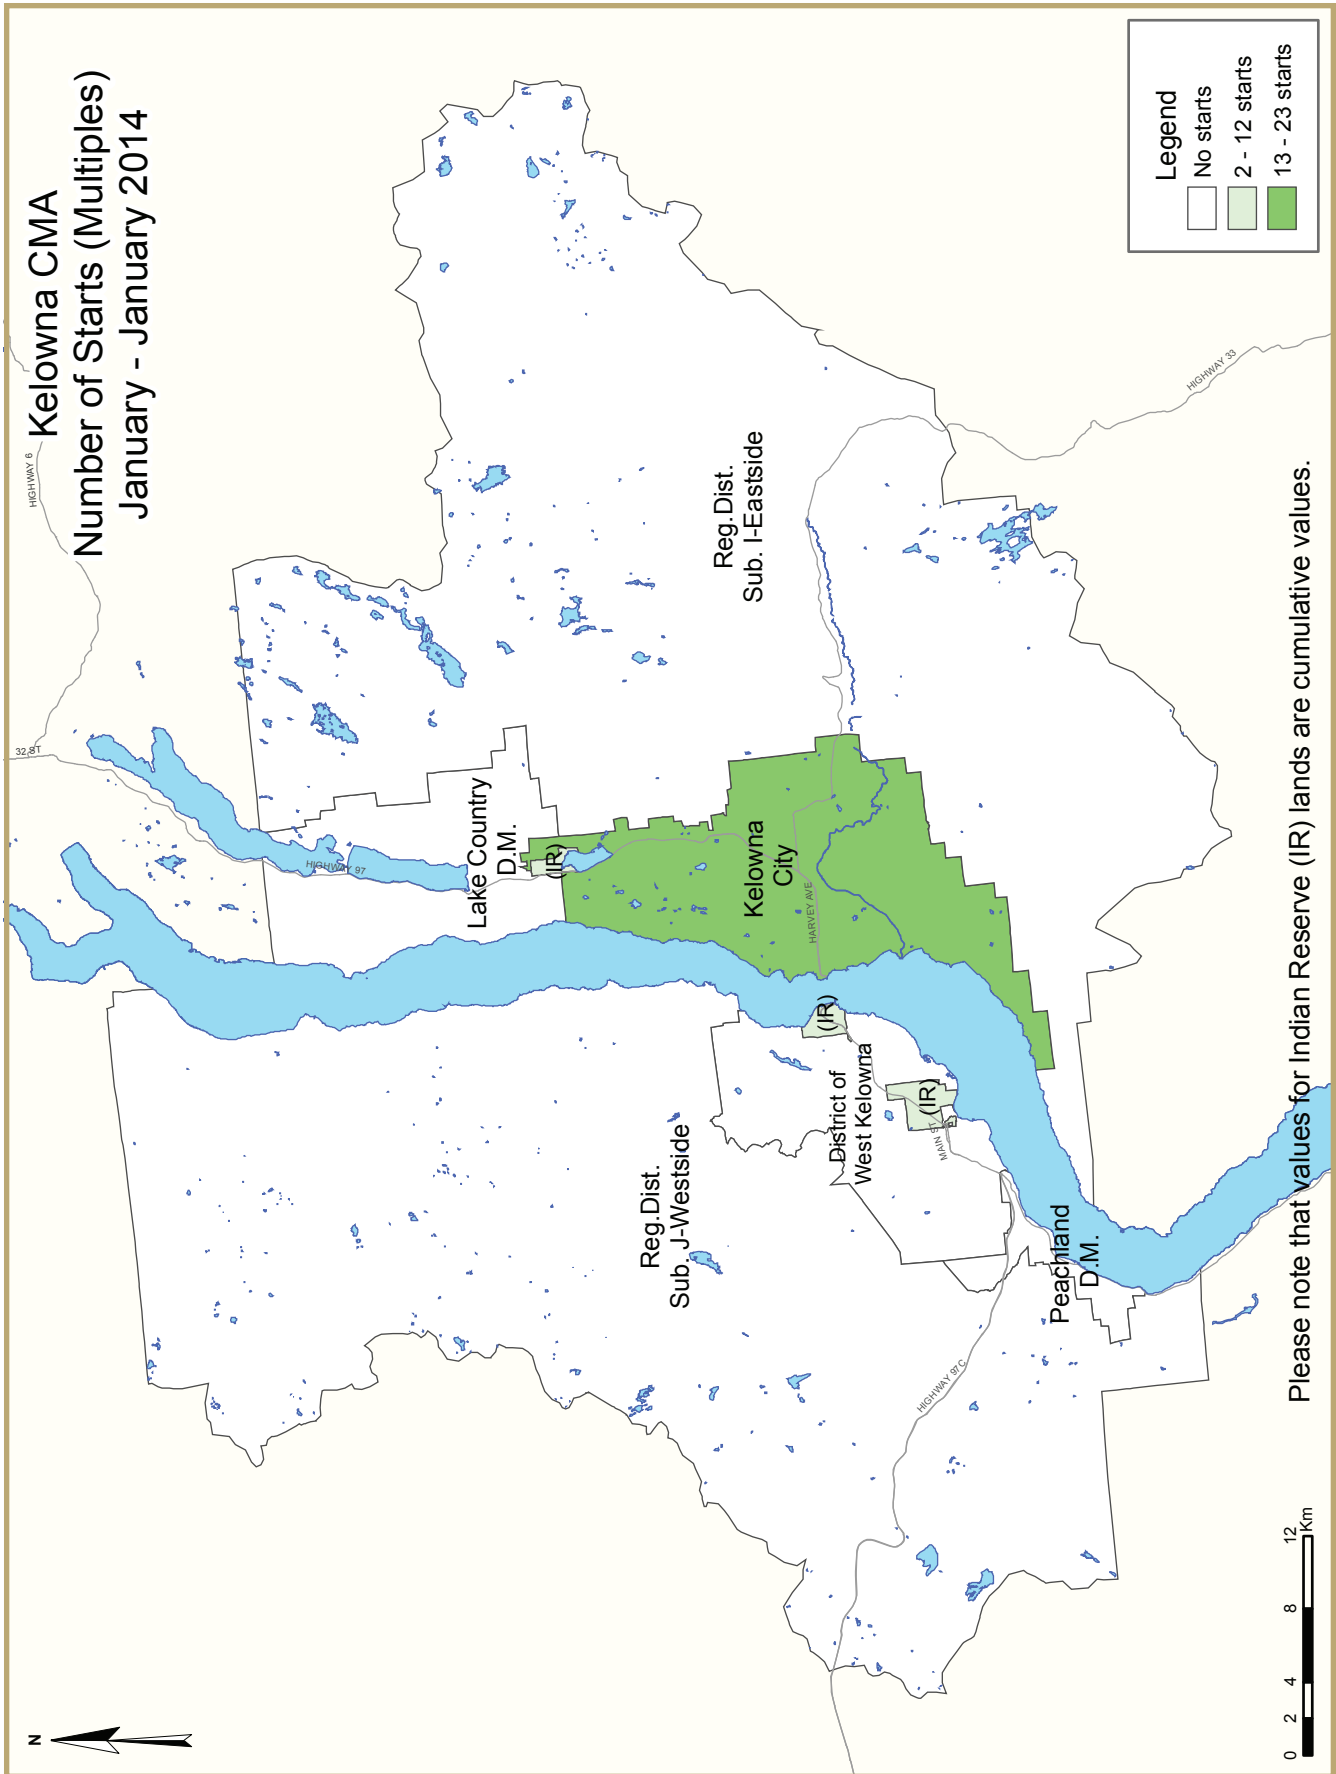 Kelowna CMA
Number of Starts (Multiples)
January - January 2014
HIGHWAY 6
32 ST
HIGHWAY 97
Lake Country
D.M.
(IR)
Reg.Dist.
Sub. J-Westside
Reg.Dist.
Sub. I-Eastside
Kelowna
City
HARVEY AVE
(IR)
District of
West Kelowna
(IR)
MAIN ST
HIGHWAY 97 C
Peachland
D.M.
HIGHWAY 33
Legend
No starts
2 - 12 starts
13 - 23 starts
N
0 2 4 8 12
Km
Please note that values for Indian Reserve (IR) lands are cumulative values.